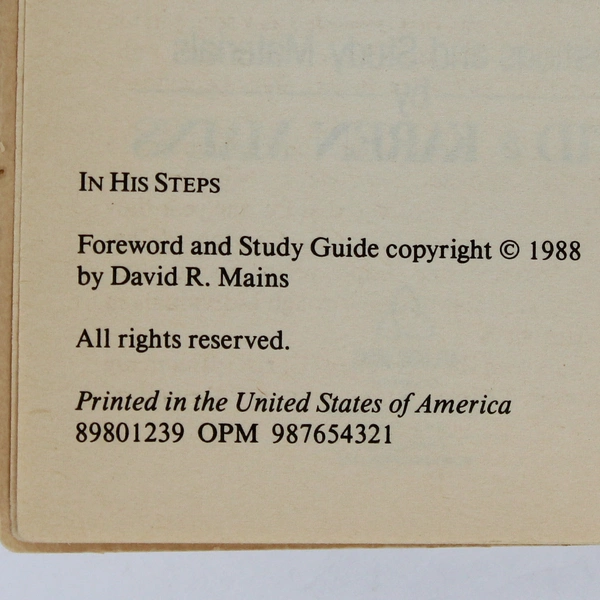 IN HIS STEPS
Foreword and Study Guide copyright © 1988
by David R. Mains
All rights reserved.
Printed in the United States of America
89801239 OPM 987654321